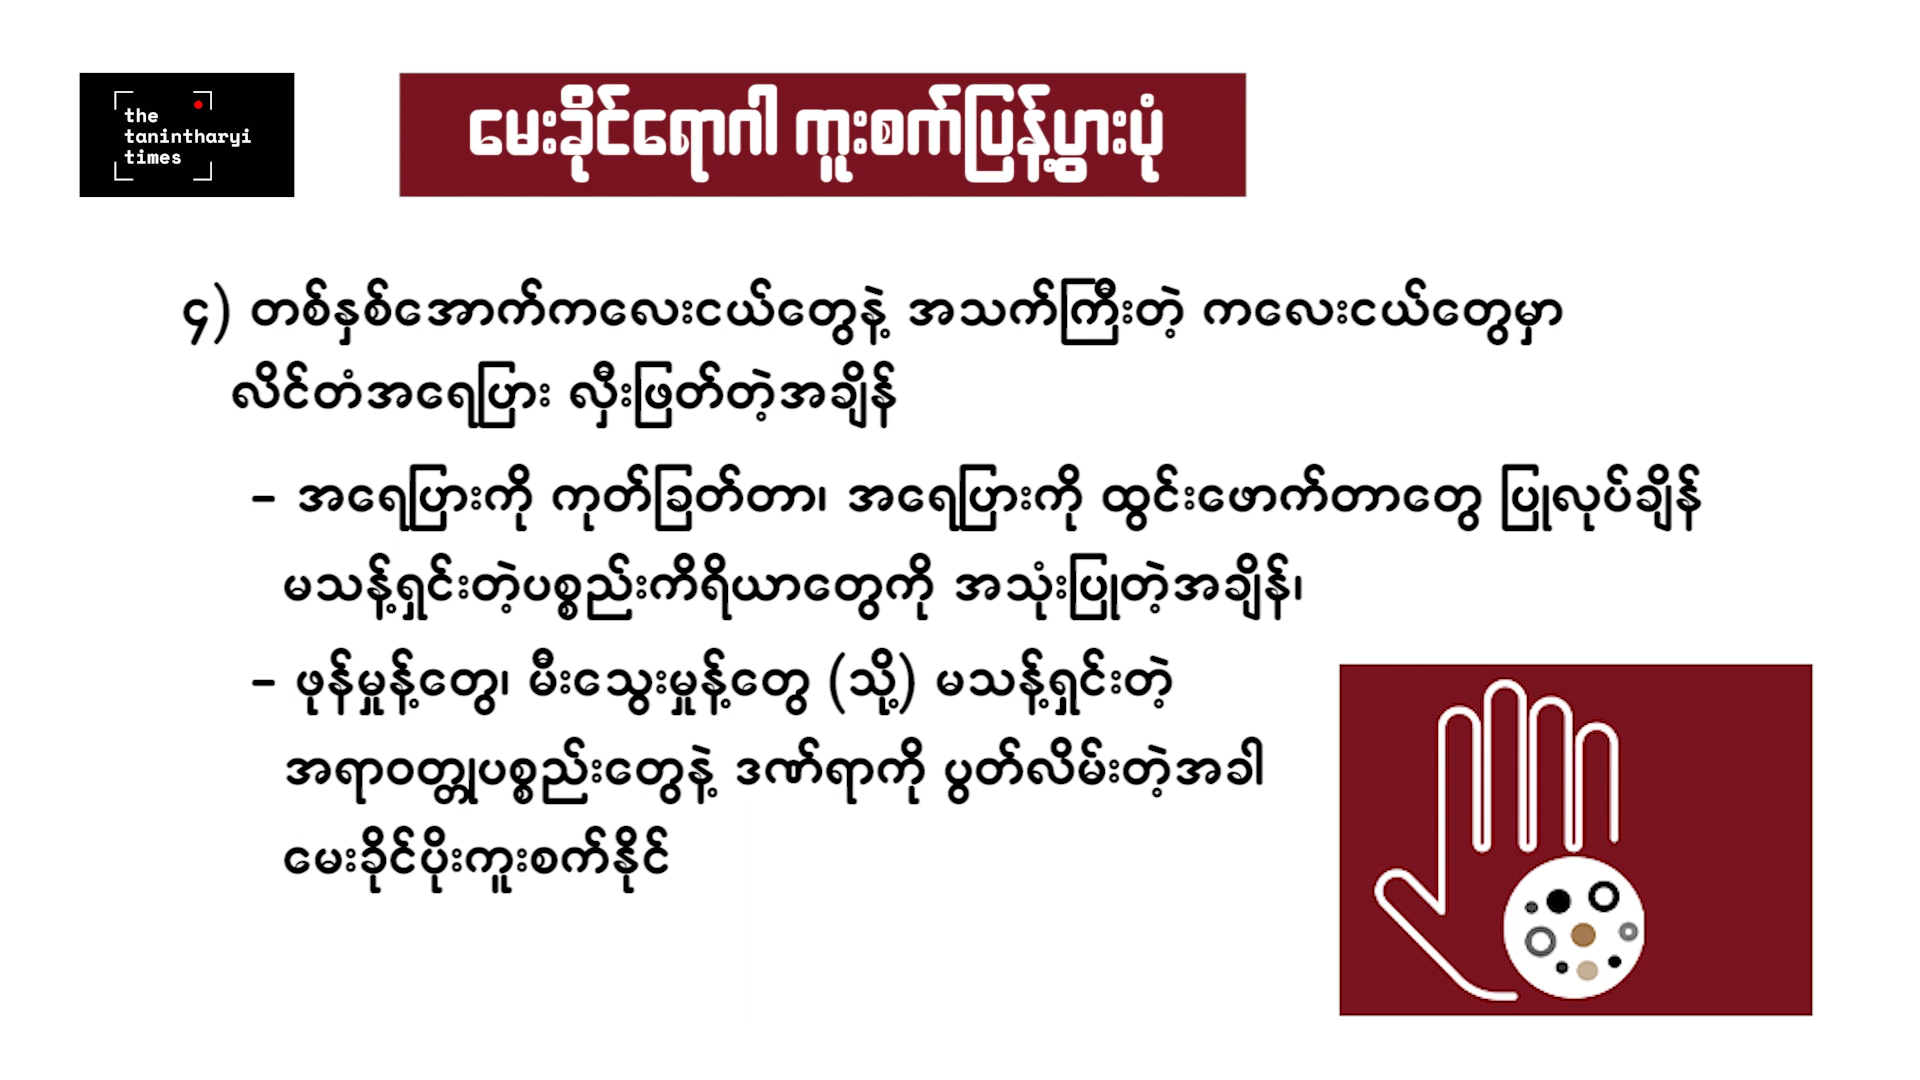 the
tanintharyi
times
မေးခိုင်ရောဂါ ကူးစက်ပြန့်ပွားပုံ
၄) တစ်နှစ်အောက်ကလေးငယ်တွေနဲ့ အသက်ကြီးတဲ့ ကလေးငယ်တွေမှာ
လိင်တံအရေပြား လှီးဖြတ်တဲ့အချိန်
- အရေပြားကို ကုတ်ခြတ်တာ၊ အရေပြားကို ထွင်းဖောက်တာတွေ ပြုလုပ်ချိန်
မသန့်ရှင်းတဲ့ပစ္စည်းကိရိယာတွေကို အသုံးပြုတဲ့အချိန်၊
- ဖုန်မှုန့်တွေ၊ မီးသွေးမှုန့်တွေ (သို့) မသန့်ရှင်းတဲ့
အရာဝတ္တုပစ္စည်းတွေနဲ့ ဒဏ်ရာကို ပွတ်လိမ်းတဲ့အခါ
မေးခိုင်ပိုးကူးစက်နိုင်